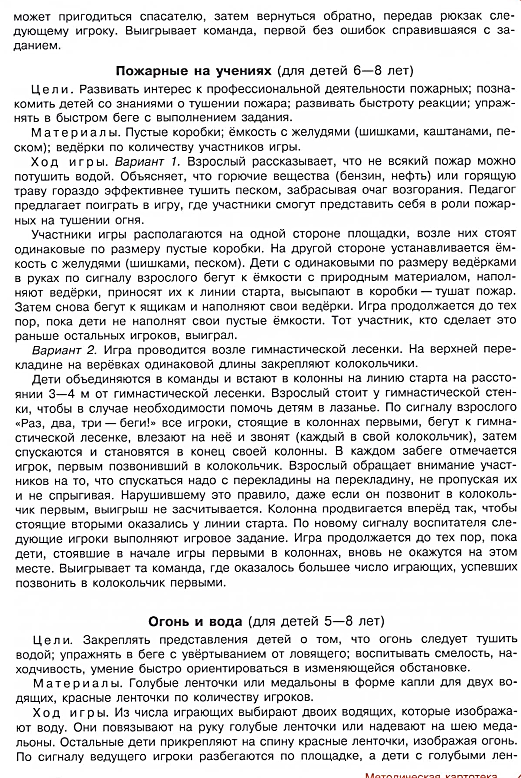 может пригодиться спасателю, затем вернуться обратно, передав рюкзак сле-
дующему игроку. Выигрывает команда, первой без ошибок справившаяся с за-
данием.
Пожарные на учениях (для детей 6—8 лет)
Цели. Развивать интерес к профессиональной деятельности пожарных; позна-
комить детей со знаниями о тушении пожара; развивать быстроту реакции; упраж-
нять в быстром беге с выполнением задания.
Материалы. Пустые коробки; ёмкость с желудями (шишками, каштанами, пе-
ском); ведёрки по количеству участников игры.
Ход игры. Вариант 1. Взрослый рассказывает, что не всякий пожар можно
потушить водой. Объясняет, что горючие вещества (бензин, нефть) или горящую
траву гораздо эффективнее тушить песком, забрасывая очаг возгорания. Педагог
предлагает поиграть в игру, где участники смогут представить себя в роли пожар-
ных на тушении огня.
Участники игры располагаются на одной стороне площадки, возле них стоят
одинаковые по размеру пустые коробки. На другой стороне устанавливается ём-
кость с желудями (шишками, песком). Дети с одинаковыми по размеру ведёрками
в руках по сигналу взрослого бегут к ёмкости с природным материалом, напол-
няют ведёрки, приносят их к линии старта, высыпают в коробки — тушат пожар.
Затем снова бегут к ящикам и наполняют свои ведёрки. Игра продолжается до тех
пор, пока дети не наполнят свои пустые ёмкости. Тот участник, кто сделает это
раньше остальных игроков, выиграл.
Вариант 2. Игра проводится возле гимнастической лесенки. На верхней пере-
кладине на верёвках одинаковой длины закрепляют колокольчики.
Дети объединяются в команды и встают в колонны на линию старта на рассто-
янии 3—4 м от гимнастической лесенки. Взрослый стоит у гимнастической стен-
ки, чтобы в случае необходимости помочь детям в лазанье. По сигналу взрослого
«Раз, два, три — беги!» все игроки, стоящие в колоннах первыми, бегут к гимна-
стической лесенке, влезают на неё и звонят (каждый в свой колокольчик), затем
спускаются и становятся в конец своей колонны. В каждом забеге отмечается
игрок, первым позвонивший в колокольчик. Взрослый обращает внимание участ-
ников на то, что спускаться надо с перекладины на перекладину, не пропуская их
и не спрыгивая. Нарушившему это правило, даже если он позвонит в колоколь-
чик первым, выигрыш не засчитывается. Колонна продвигается вперёд так, чтобы
стоящие вторыми оказались у линии старта. По новому сигналу воспитателя сле-
дующие игроки выполняют игровое задание. Игра продолжается до тех пор, пока
дети, стоявшие в начале игры первыми в колоннах, вновь не окажутся на этом
месте. Выигрывает та команда, где оказалось большее число играющих, успевших
позвонить в колокольчик первыми.
Огонь и вода (для детей 5—8 лет)
Цели. Закреплять представления детей о том, что огонь следует тушить
водой; упражнять в беге с увёртыванием от ловящего; воспитывать смелость, на-
ходчивость, умение быстро ориентироваться в изменяющейся обстановке.
Материалы. Голубые ленточки или медальоны в форме капли для двух во-
дящих, красные ленточки по количеству игроков.
Ход игры. Из числа играющих выбирают двоих водящих, которые изобража-
ют воду. Они повязывают на руку голубые ленточки или надевают на шею меда-
льоны. Остальные дети прикрепляют на спину красные ленточки, изображая огонь.
По сигналу ведущего игроки разбегаются по площадке, а дети с голубыми лен-
Методическая картотека